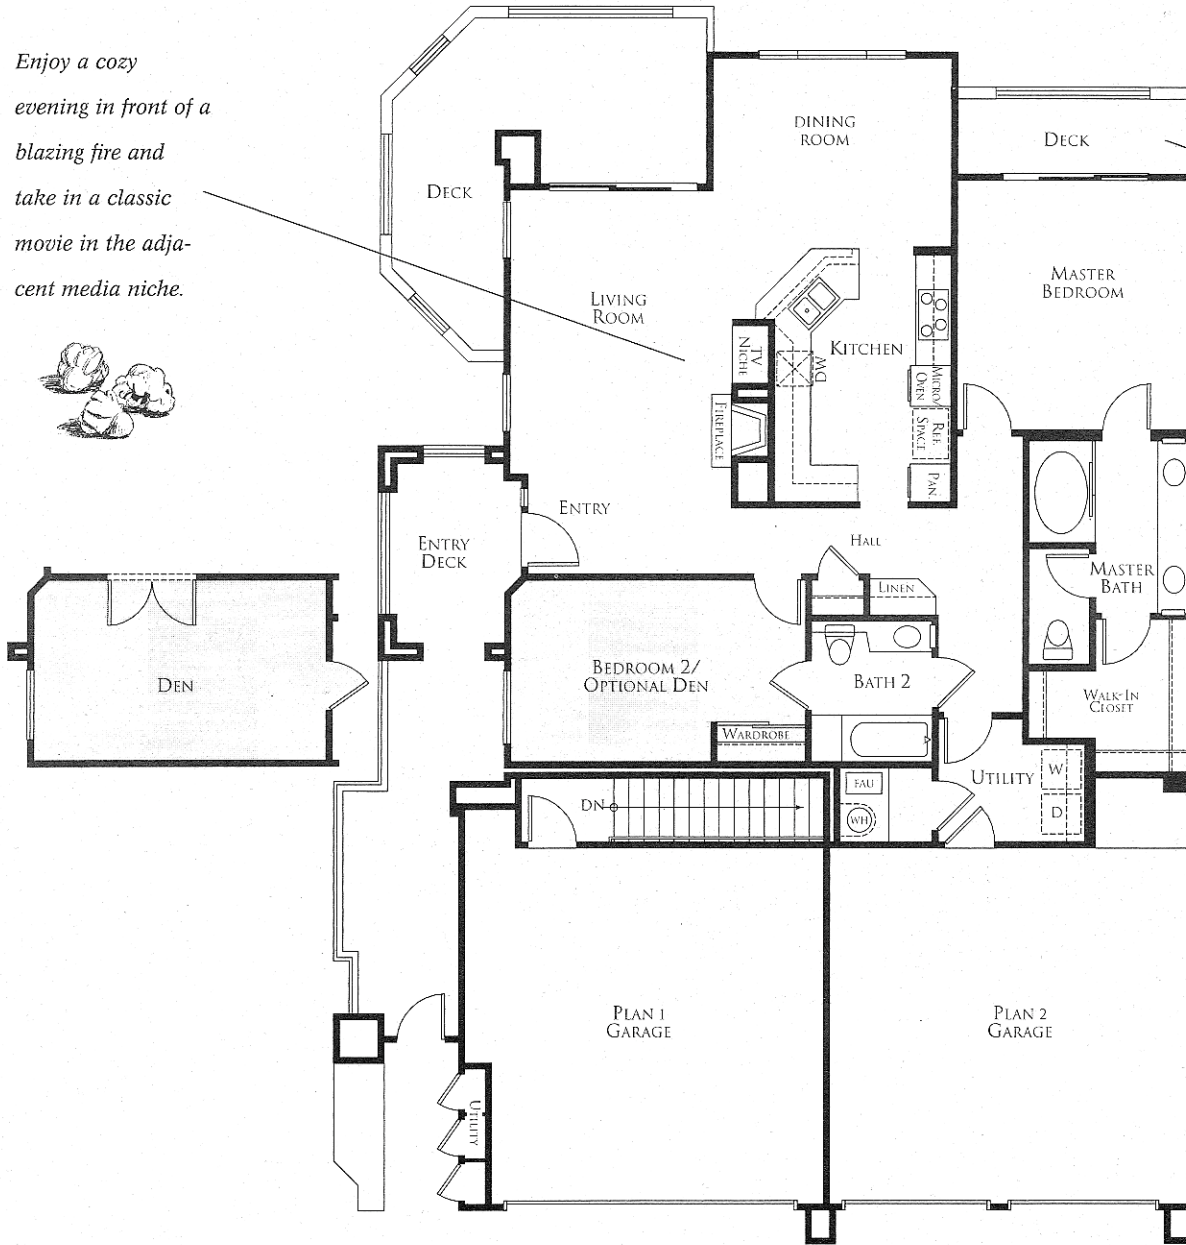 Enjoy a cozy
evening in front of a
blazing fire and
take in a classic
movie in the adja-
cent media niche.
DINING
ROOM
DECK
DECK
MASTER
BEDROOM
LIVING
ROOM
TV
NICHE
KITCHEN
DW
MICRO/
OVEN
FIREPLACE
REF.
SPACE
PAN.
ENTRY
HALL
ENTRY
DECK
MASTER
BATH
LINEN
DEN
BEDROOM 2/
OPTIONAL DEN
BATH 2
WALK-IN
CLOSET
WARDROBE
UTILITY
W
FAU
DN
D
WH
PLAN 1
GARAGE
PLAN 2
GARAGE
UTILITY